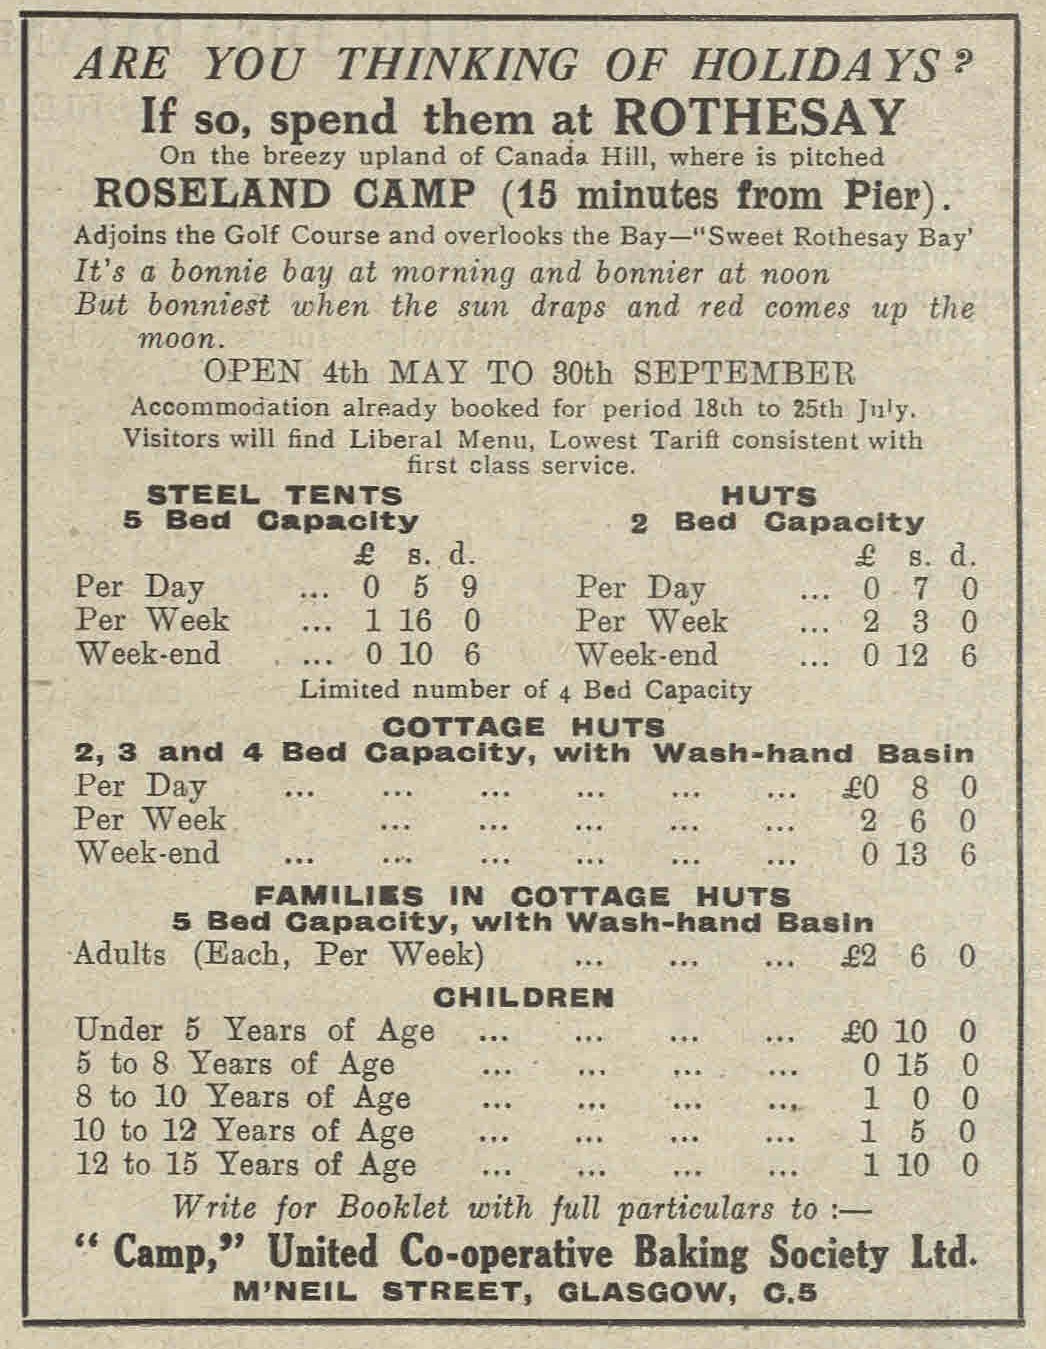 ARE YOU THINKING OF HOLIDAYS?
If so, spend them at ROTHESAY
On the breezy upland of Canada Hill, where is pitched
ROSELAND CAMP (15 minutes from Pier).
Adjoins the Golf Course and overlooks the Bay—"Sweet Rothesay Bay'
It's a bonnie bay at morning and bonnier at noon
But bonniest when the sun draps and red comes up the
moon.
OPEN 4th MAY TO 30th SEPTEMBER
Accommodation already booked for period 18th to 25th July.
Visitors will find Liberal Menu, Lowest Tariff consistent with
first class service.
STEEL TENTS
5 Bed Capacity
£ s. d.
Per Day ... 0 5 9
Per Week ... 1 16 0
Week-end ... 0 10 6
HUTS
2 Bed Capacity
£ s. d.
Per Day ... 0 7 0
Per Week ... 2 3 0
Week-end ... 0 12 6
Limited number of 4 Bed Capacity
COTTAGE HUTS
2, 3 and 4 Bed Capacity, with Wash-hand Basin
Per Day ... ... ... ... ... ... £0 8 0
Per Week ... ... ... ... ... 2 6 0
Week-end ... ... ... ... ... ... 0 13 6
FAMILIES IN COTTAGE HUTS
5 Bed Capacity, with Wash-hand Basin
Adults (Each, Per Week) ... ... ... £2 6 0
CHILDREN
Under 5 Years of Age ... ... ... ... £0 10 0
5 to 8 Years of Age ... ... ... ... 0 15 0
8 to 10 Years of Age ... ... ... ... 1 0 0
10 to 12 Years of Age ... ... ... ... 1 5 0
12 to 15 Years of Age ... ... ... ... 1 10 0
Write for Booklet with full particulars to :—
"Camp," United Co-operative Baking Society Ltd.
M'NEIL STREET, GLASGOW, C.5